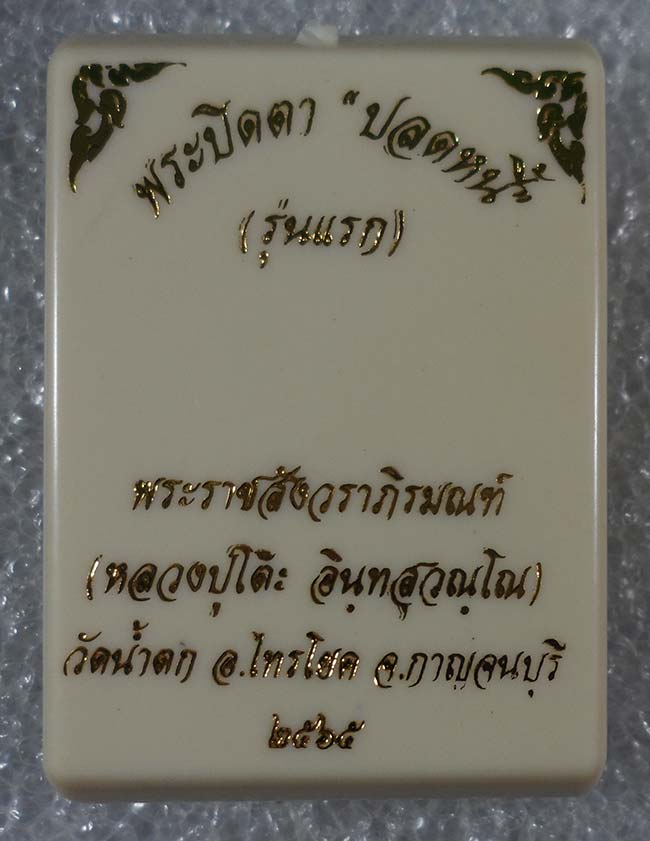 พระปิดตา "ปลดหนี้"
(รุ่นแรก)
พระราชสังวราภิรมณฑ์
(หลวงปู่โต๊ะ อินฺทสุวณฺโณ)
วัดน้ำตก อ.ไทรโยค จ.กาญจนบุรี
๒๕๖๕